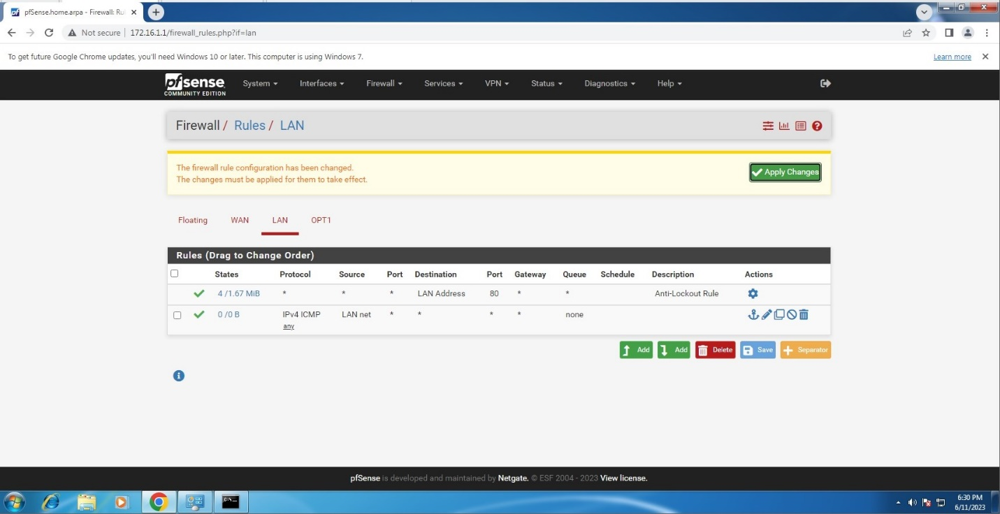 pfSense.home.arpa - Firewall: Ru
Not secure | 172.16.1.1/firewall_rules.php?if=lan
To get future Google Chrome updates, you'll need Windows 10 or later. This computer is using Windows 7.
Learn more
pfsense
COMMUNITY EDITION
System
Interfaces
Firewall
Services
VPN
Status
Diagnostics
Help
Firewall / Rules / LAN
The firewall rule configuration has been changed.
The changes must be applied for them to take effect.
Apply Changes
Floating WAN LAN OPT1
Rules (Drag to Change Order)
States Protocol Source Port Destination Port Gateway Queue Schedule Description Actions
4 /1.67 MiB * * * LAN Address 80 * * Anti-Lockout Rule
0 /0 B IPv4 ICMP LAN net * * * * none
any
Add Add Delete Save Separator
pfSense is developed and maintained by Netgate. © ESF 2004 - 2023 View license.
6:30 PM
6/11/2023